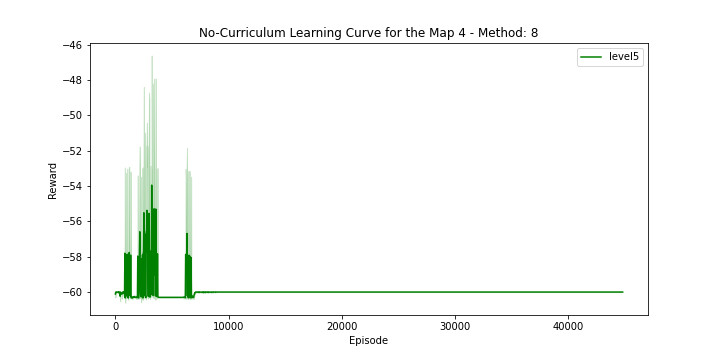 No-Curriculum Learning Curve for the Map 4 - Method: 8
level5
−46
−48
−50
−52
−54
−56
−58
−60
Reward
0 10000 20000 30000 40000
Episode